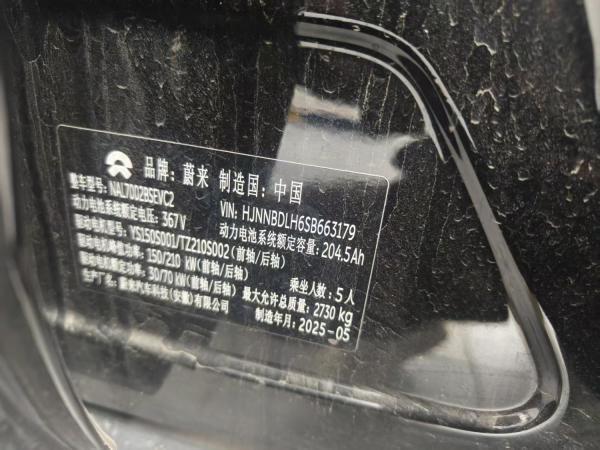 品牌: 蔚来 制造国: 中国
整车型号: NAL7002BSEVC2 VIN: HJNNBDLH6SB663179
动力电池系统额定电压: 367V 动力电池系统额定容量: 204.5Ah
驱动电机型号: YS150S001/TZ210S002 (前轴/后轴)
驱动电机峰值功率: 150/210 kW (前轴/后轴) 乘坐人数: 5人
驱动电机额定功率: 30/70 kW (前轴/后轴) 最大允许总质量: 2730 kg
生产厂名: 蔚来汽车科技(安徽)有限公司 制造年月: 2025-05